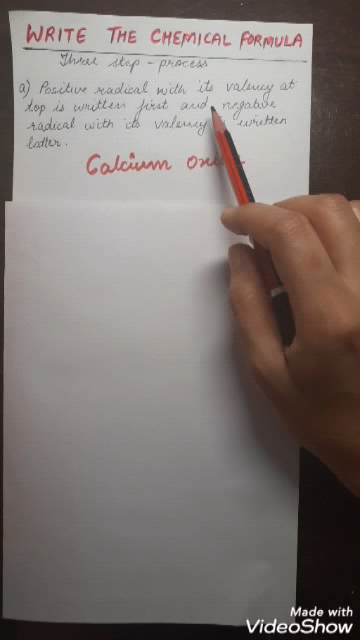 WRITE THE CHEMICAL FORMULA
Three step - process
a) Positive radical with its valency at
top is written first and negative
radical with its valency written
latter.
Calcium
Made with
VideoShow